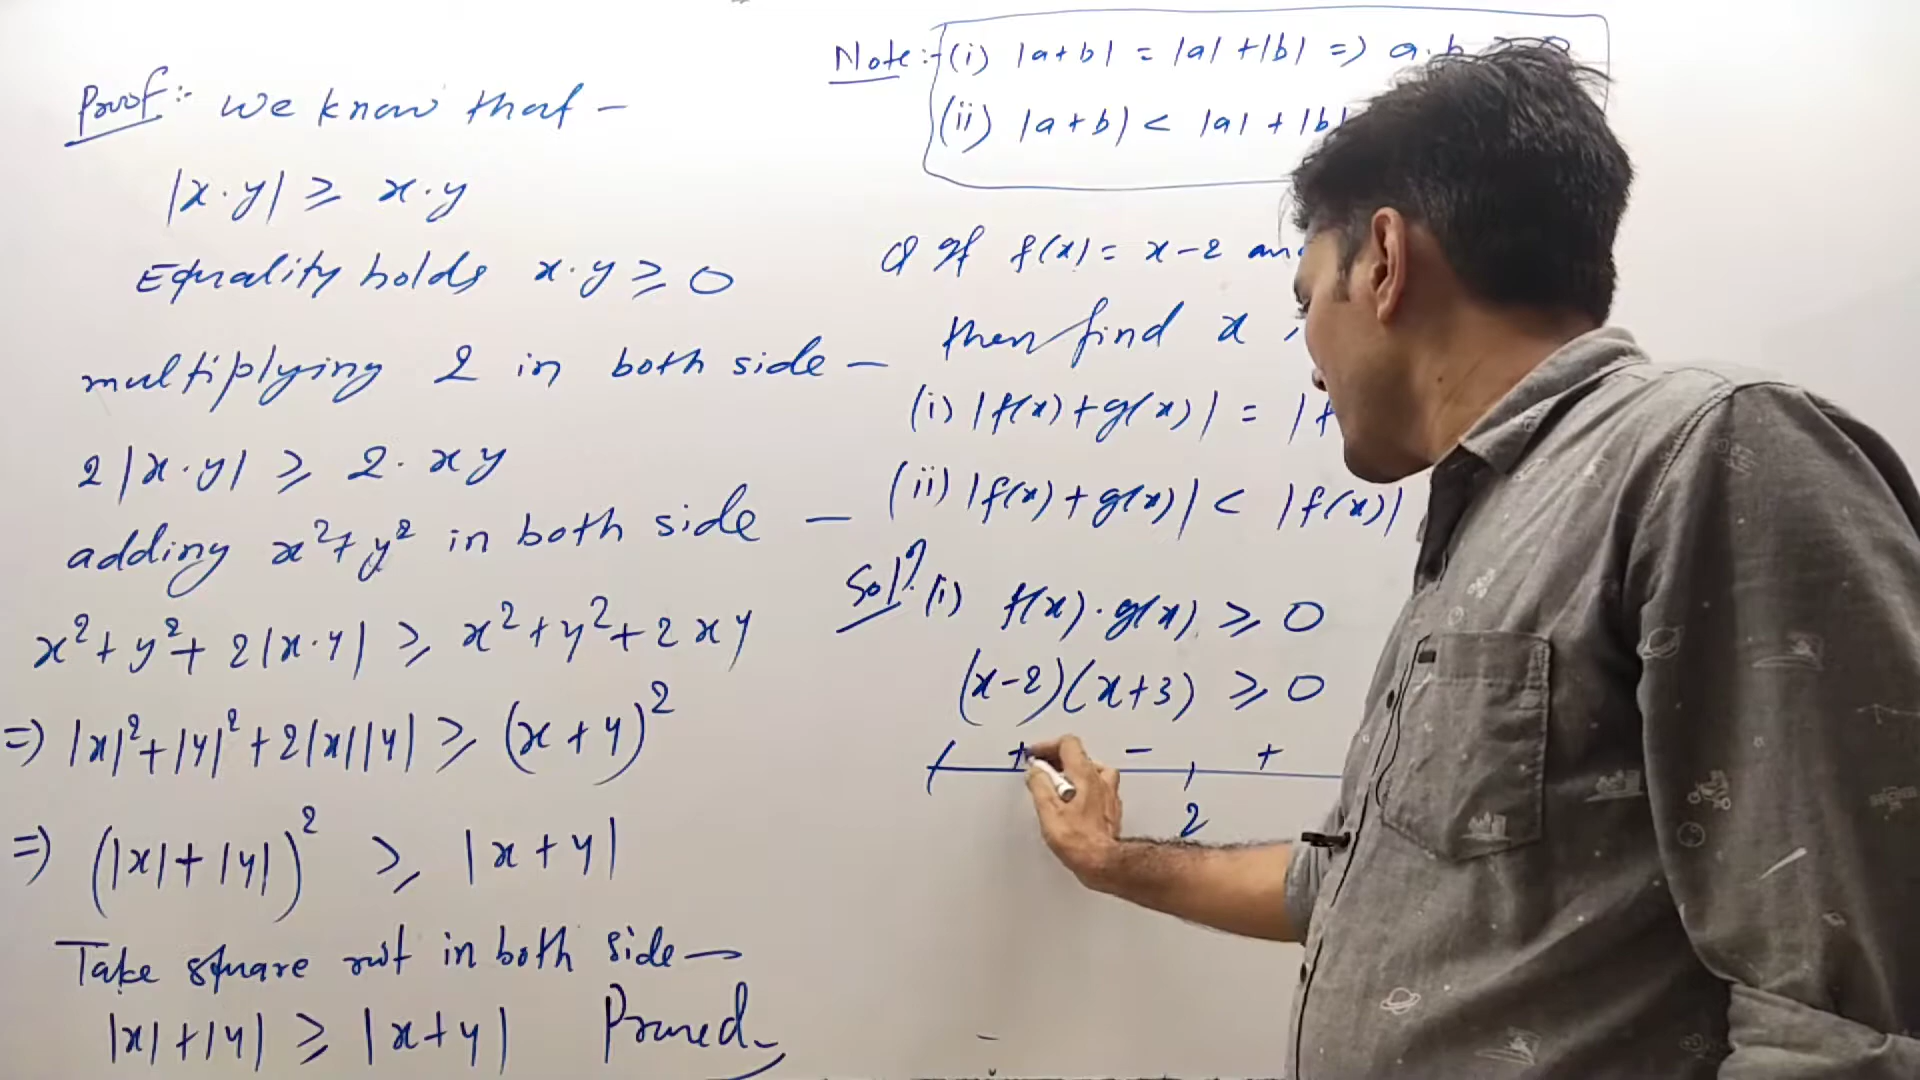 Proof:- we know that -
|x·y| ≥ x·y
Equality holds x·y ≥ 0
multiplying 2 in both side -
2|x·y| ≥ 2·xy
adding x²+y² in both side -
x²+y²+2|x·y| ≥ x²+y²+2xy
=> |x|²+|y|²+2|x||y| ≥ (x+y)²
=> (|x|+|y|)² ≥ |x+y|
Take square root in both side -
|x|+|y| ≥ |x+y| Proved
Note:- (i) |a+b| = |a|+|b| => a·b
(ii) |a+b| < |a|+|b|
Q If f(x) = x-2 and
then find x
(i) |f(x)+g(x)| = |f
(ii) |f(x)+g(x)| < |f(x)|
Solⁿ. (i) f(x)·g(x) ≥ 0
(x-2)(x+3) ≥ 0
+ - +
2